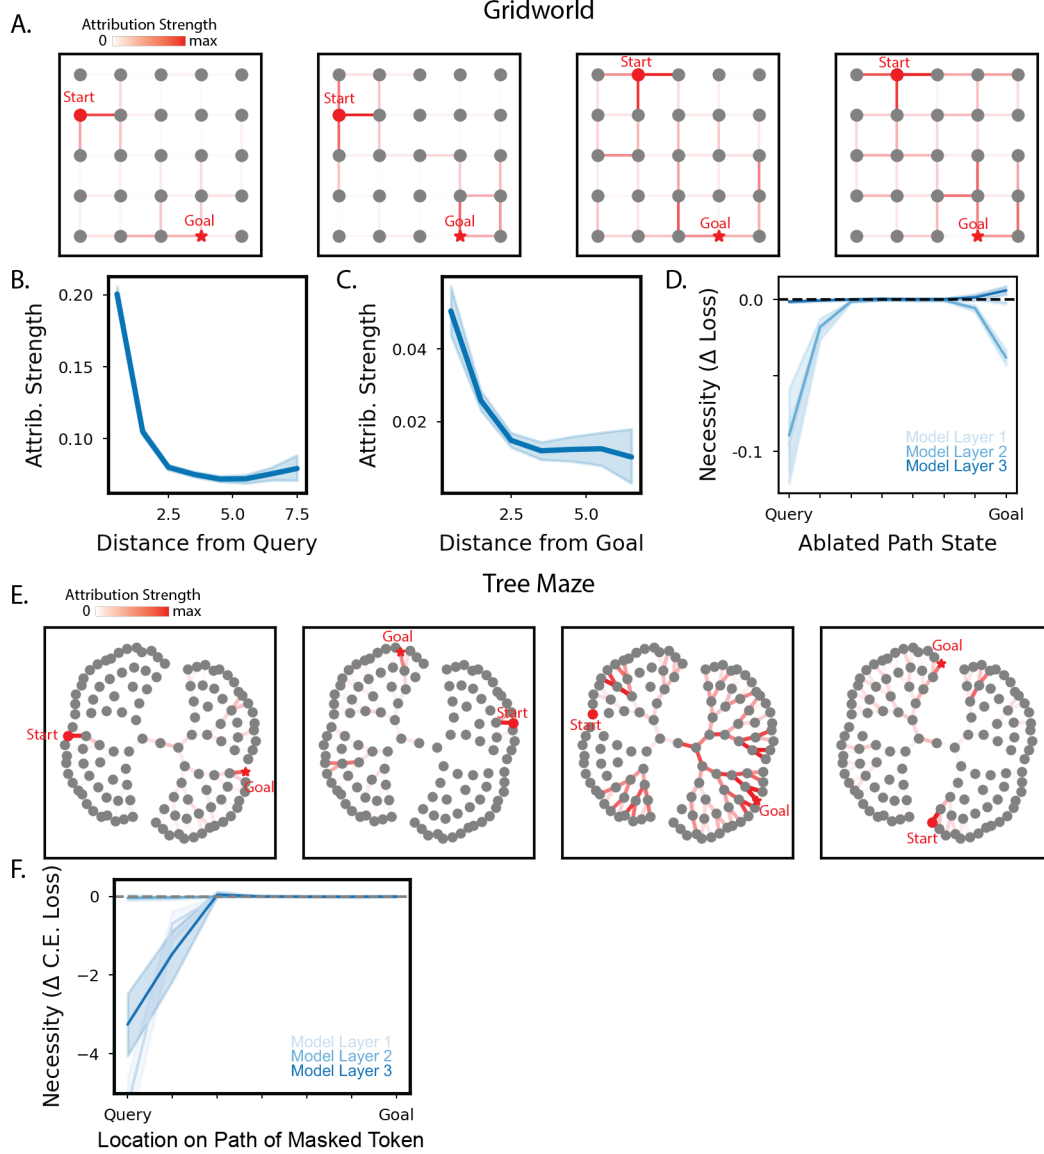 Gridworld
A.
Attribution Strength
0 max
Start
Goal
Start
Goal
Start
Goal
Start
Goal
B.
Attrib. Strength
0.20
0.15
0.10
2.5 5.0 7.5
Distance from Query
C.
Attrib. Strength
0.04
0.02
2.5 5.0
Distance from Goal
D.
Necessity (Δ Loss)
0.0
-0.1
Model Layer 1
Model Layer 2
Model Layer 3
Query Goal
Ablated Path State
Tree Maze
E.
Attribution Strength
0 max
Start
Goal
Goal
Start
Start
Goal
Goal
Start
F.
Necessity (Δ C.E. Loss)
0
−2
−4
Model Layer 1
Model Layer 2
Model Layer 3
Query Goal
Location on Path of Masked Token